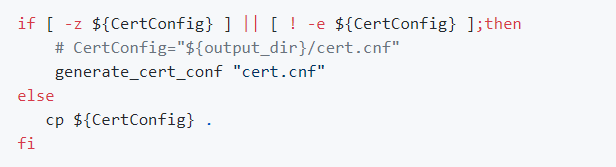 if [ -z ${CertConfig} ] || [ ! -e ${CertConfig} ];then
    # CertConfig="${output_dir}/cert.cnf"
    generate_cert_conf "cert.cnf"
else
   cp ${CertConfig} .
fi